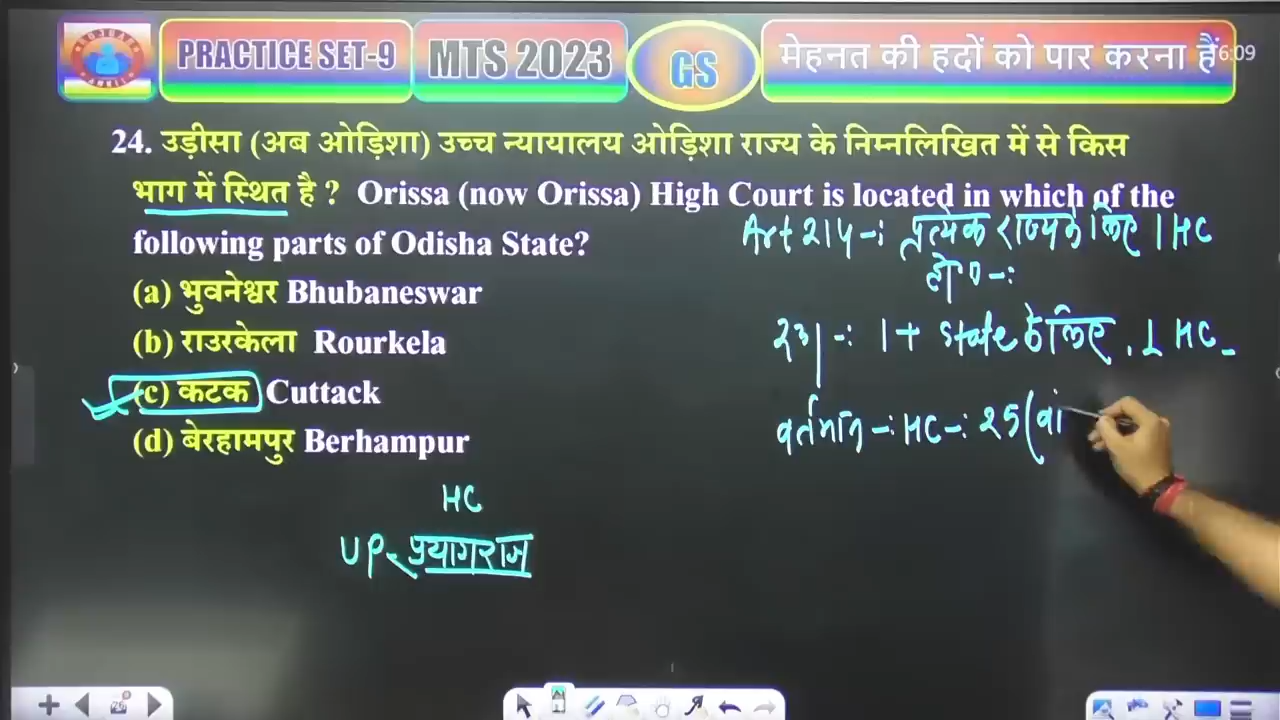 PRACTICE SET-9 MTS 2023 GS मेहनत की हदों को पार करना हैं 6:09
24. उड़ीसा (अब ओड़िशा) उच्च न्यायालय ओड़िशा राज्य के निम्नलिखित में से किस
भाग में स्थित है ? Orissa (now Orissa) High Court is located in which of the
following parts of Odisha State?
(a) भुवनेश्वर Bhubaneswar
(b) राउरकेला Rourkela
(c) कटक Cuttack
(d) बेरहामपुर Berhampur
Art 214 -: प्रत्येक राज्य के लिए 1 HC
231 -: 1+ State के लिए, 1 HC
वर्तमान -: HC -: 25 (
HC
UP प्रयागराज